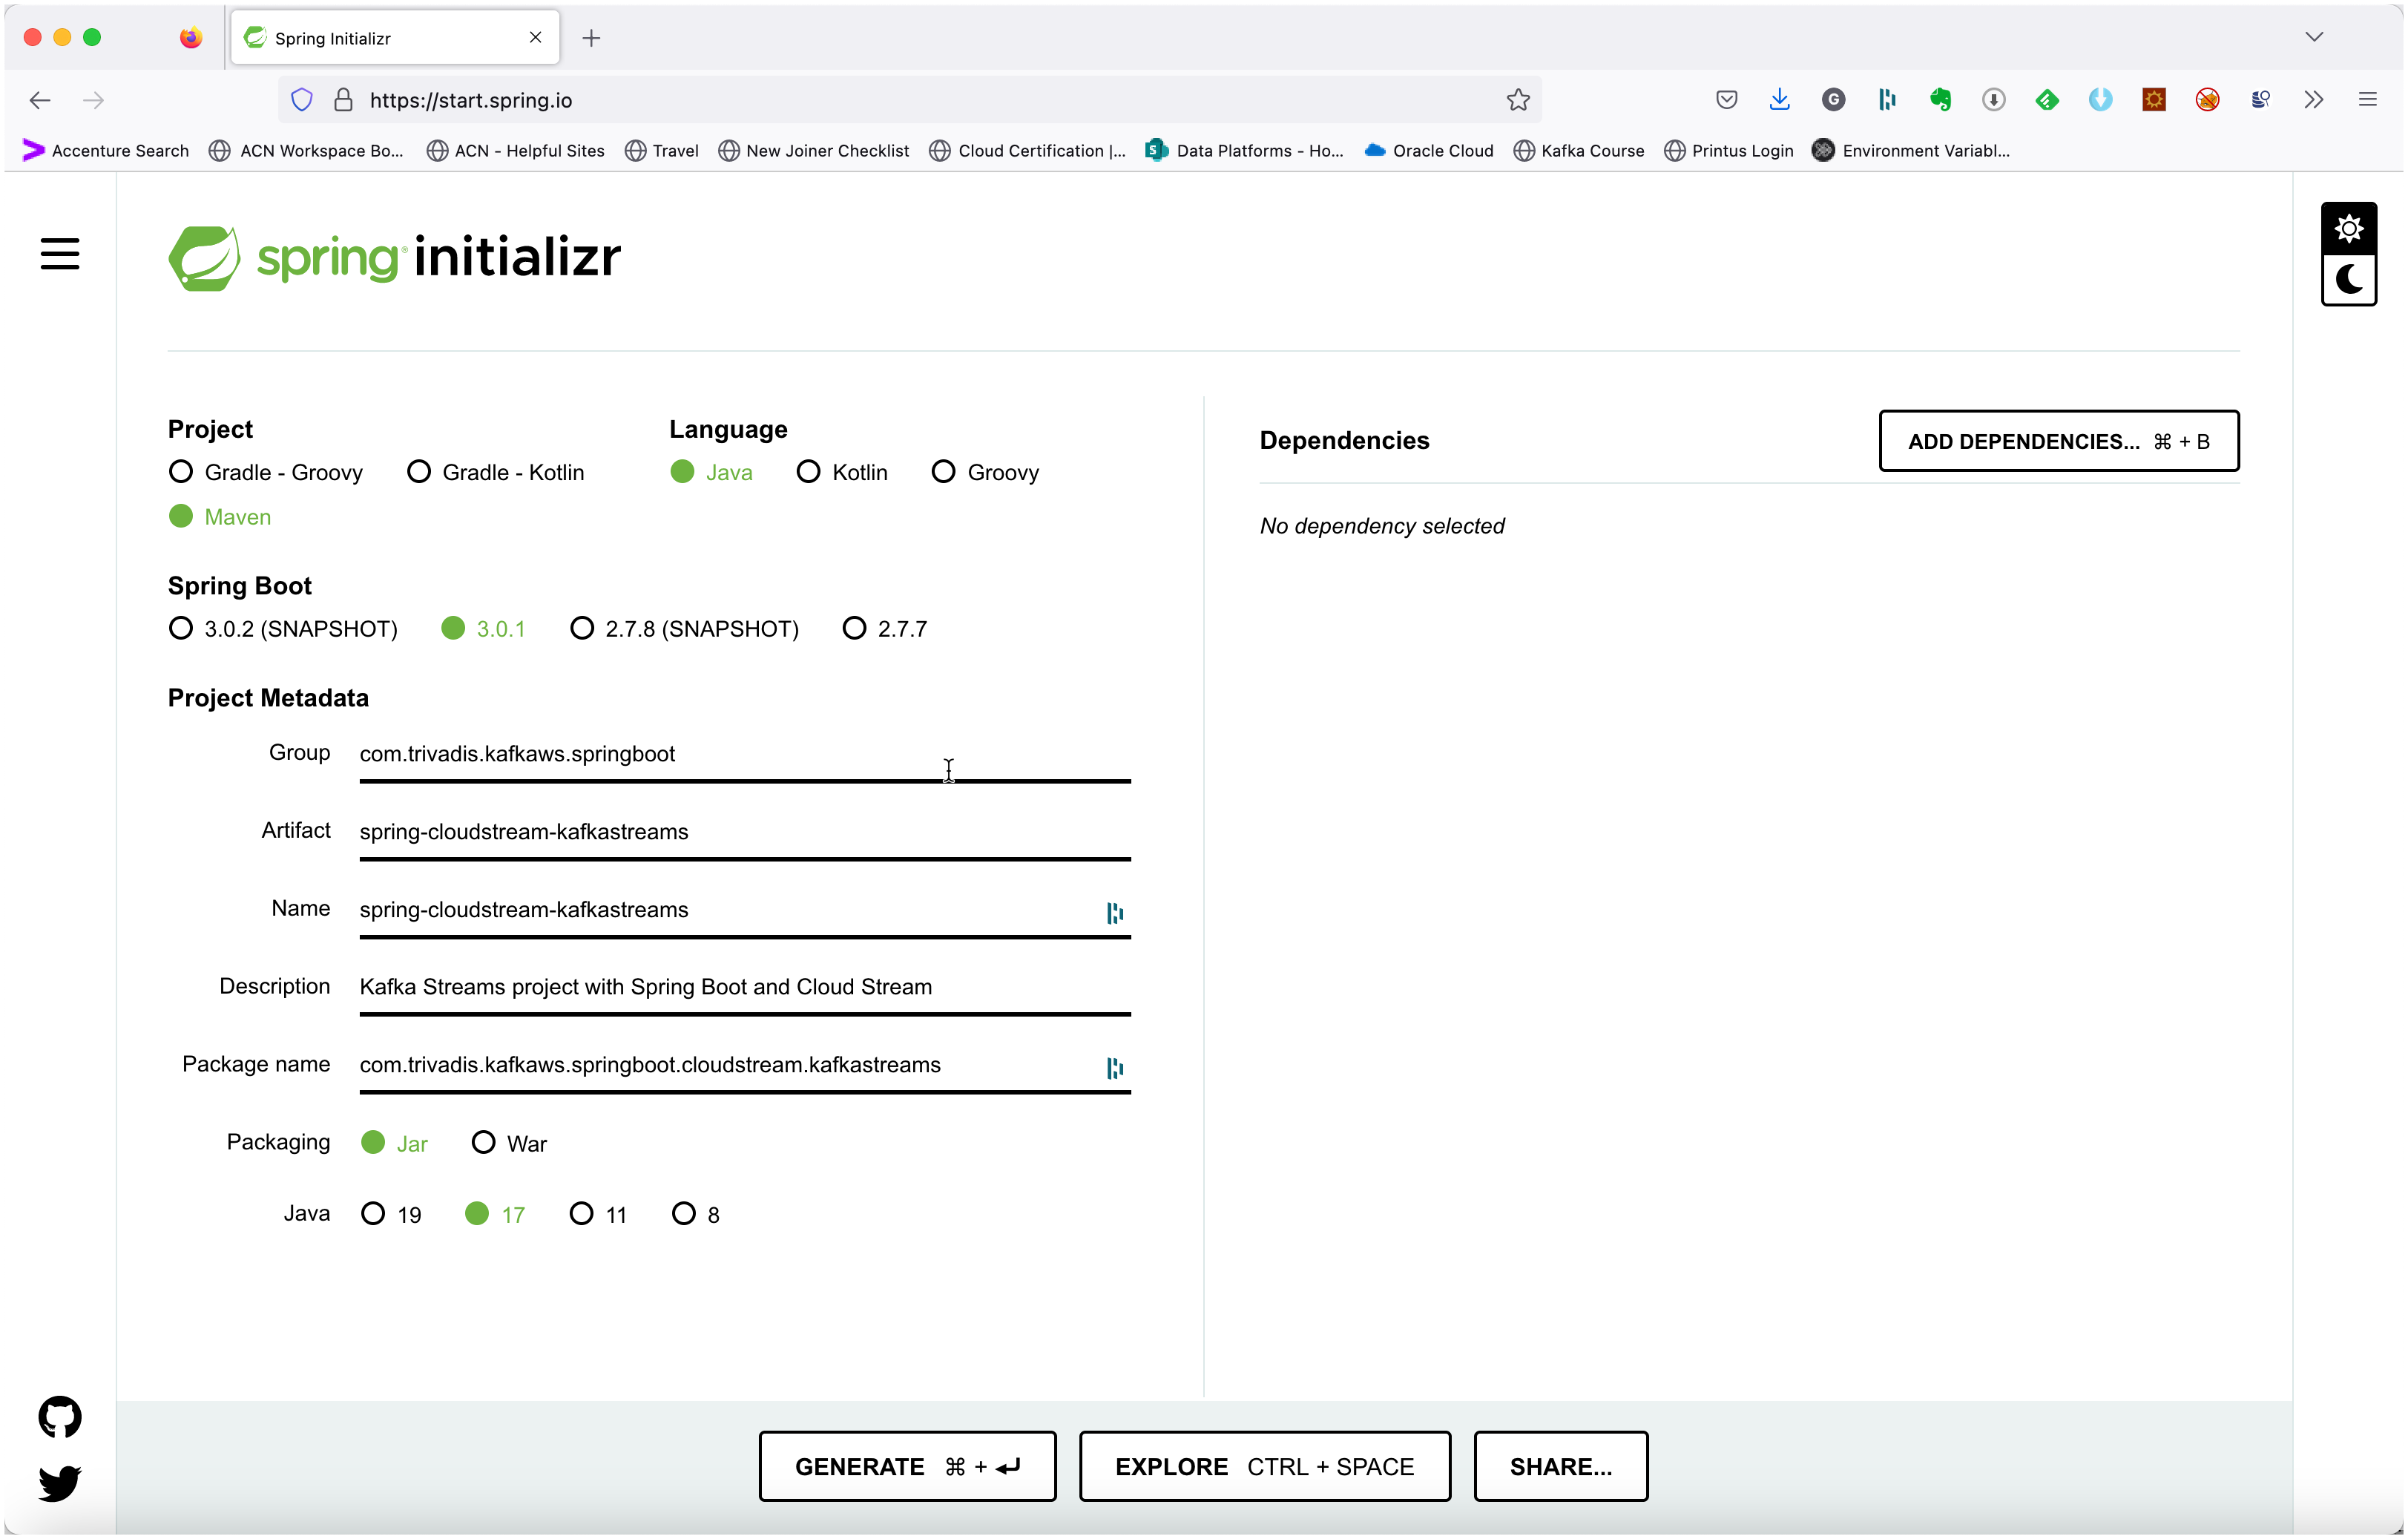 Spring Initializr
https://start.spring.io
Accenture Search ACN Workspace Bo... ACN - Helpful Sites Travel New Joiner Checklist Cloud Certification |... Data Platforms - Ho... Oracle Cloud Kafka Course Printus Login Environment Variabl...
spring initializr
Project
Gradle - Groovy Gradle - Kotlin
Maven
Language
Java Kotlin Groovy
Spring Boot
3.0.2 (SNAPSHOT) 3.0.1 2.7.8 (SNAPSHOT) 2.7.7
Project Metadata
Group com.trivadis.kafkaws.springboot
Artifact spring-cloudstream-kafkastreams
Name spring-cloudstream-kafkastreams
Description Kafka Streams project with Spring Boot and Cloud Stream
Package name com.trivadis.kafkaws.springboot.cloudstream.kafkastreams
Packaging Jar War
Java 19 17 11 8
Dependencies
ADD DEPENDENCIES... ⌘ + B
No dependency selected
GENERATE ⌘ + ⏎
EXPLORE CTRL + SPACE
SHARE...